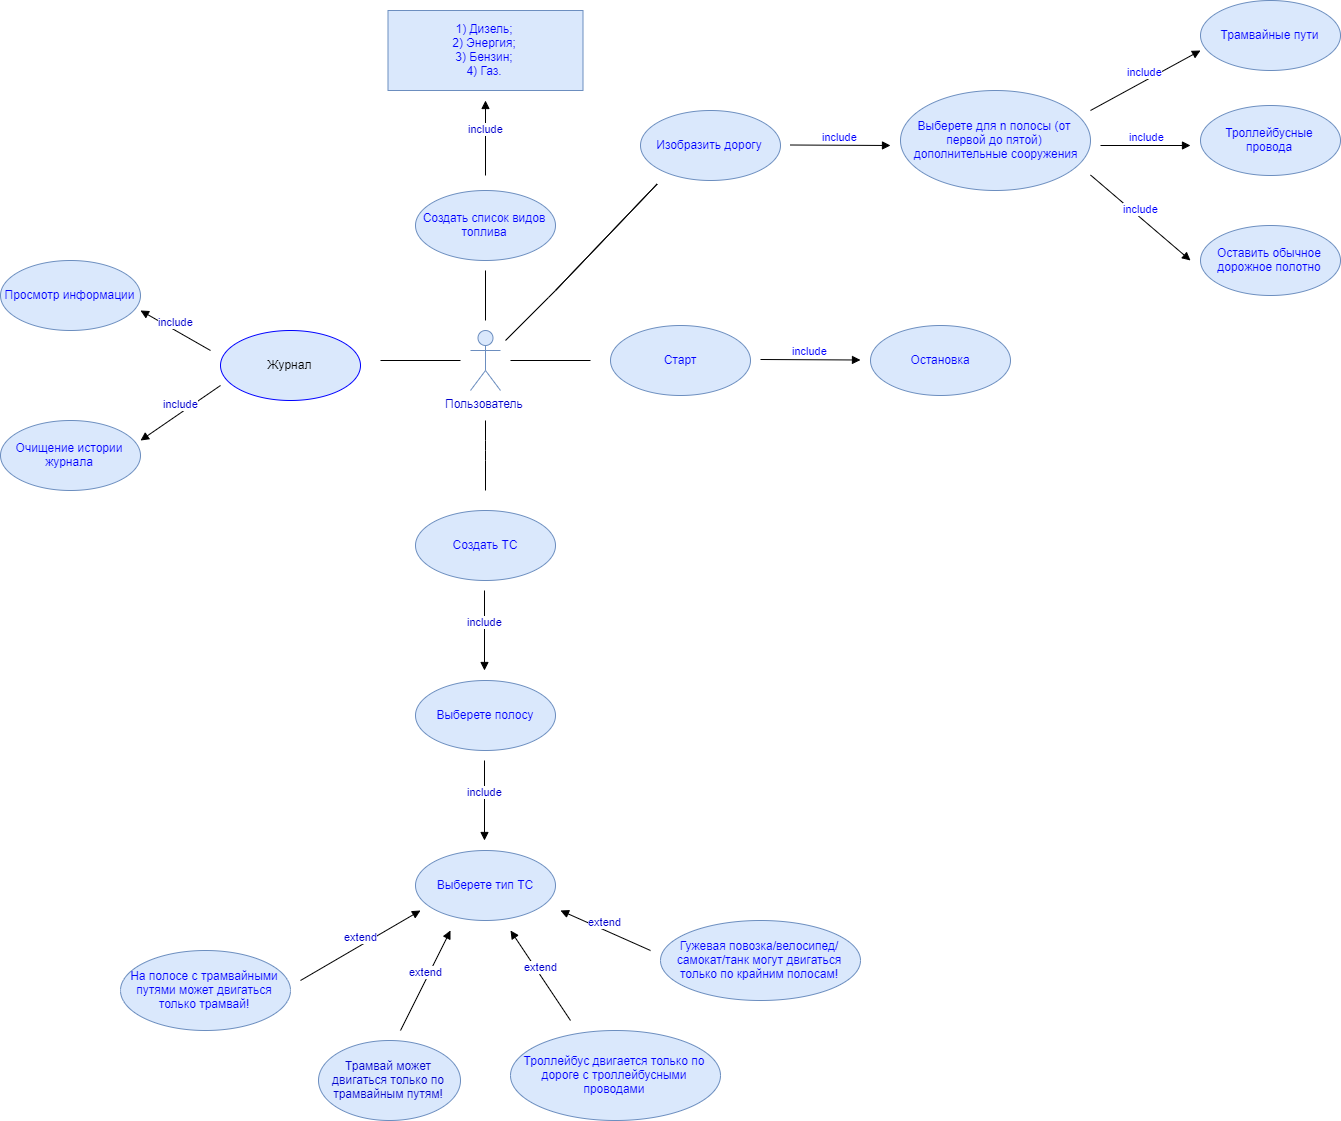 1) Дизель;
2) Энергия;
3) Бензин;
4) Газ.
include
Создать список видов
топлива
Изобразить дорогу
include
Выберете для n полосы (от
первой до пятой)
дополнительные сооружения
include
Трамвайные пути
include
Троллейбусные
провода
include
Оставить обычное
дорожное полотно
Просмотр информации
include
Журнал
include
Очищение истории
журнала
Пользователь
Старт
include
Остановка
Создать ТС
include
Выберете полосу
include
Выберете тип ТС
extend
На полосе с трамвайными
путями может двигаться
только трамвай!
extend
Трамвай может
двигаться только по
трамвайным путям!
extend
Троллейбус двигается только по
дороге с троллейбусными
проводами
extend
Гужевая повозка/велосипед/
самокат/танк могут двигаться
только по крайним полосам!